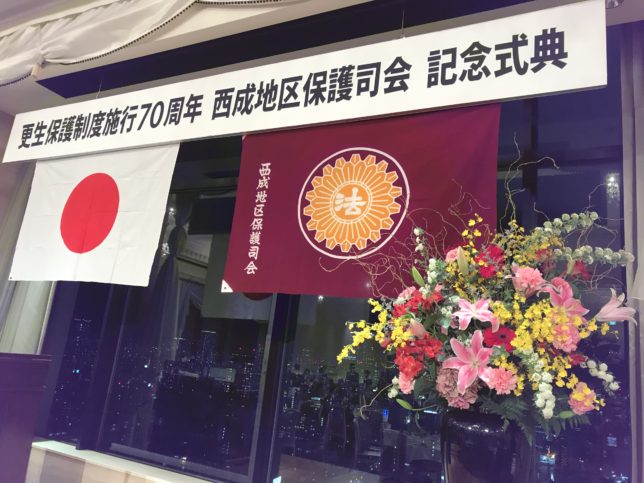 更生保護制度施行70周年 西成地区保護司会 記念式典
西成地区保護司会
法